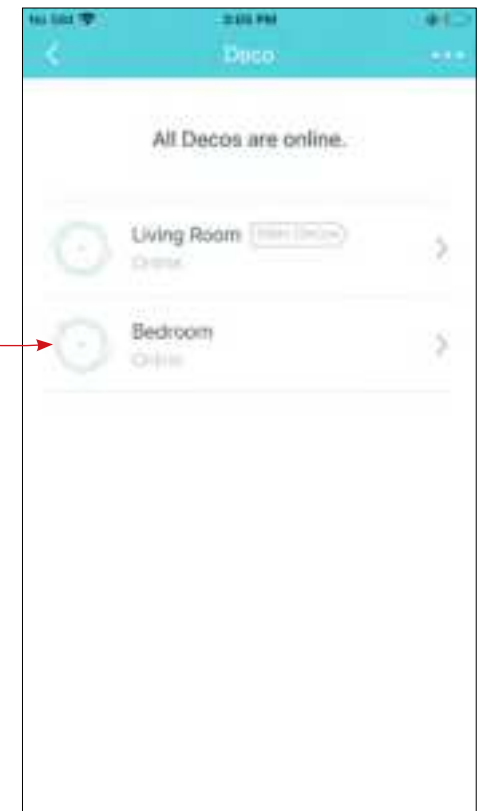 Deco
All Decos are online.
Living Room
Online
Bedroom
Online